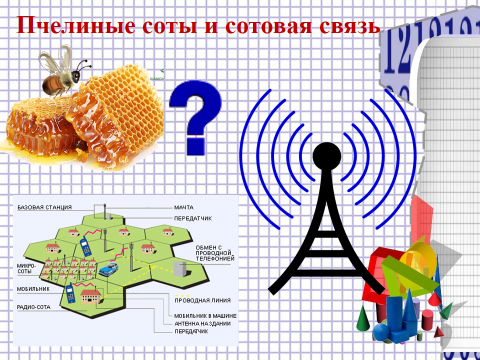 Пчелиные соты и сотовая связь
12191919
?
БАЗОВАЯ СТАНЦИЯ
МАЧТА
ПЕРЕДАТЧИК
ОБМЕН С
ПРОВОДНОЙ
ТЕЛЕФОНИЕЙ
МИКРО-
СОТЫ
МОБИЛЬНИК
РАДИО-СОТА
ПРОВОДНАЯ ЛИНИЯ
МОБИЛЬНИК В МАШИНЕ
АНТЕННА НА ЗДАНИИ
ПЕРЕДАТЧИК